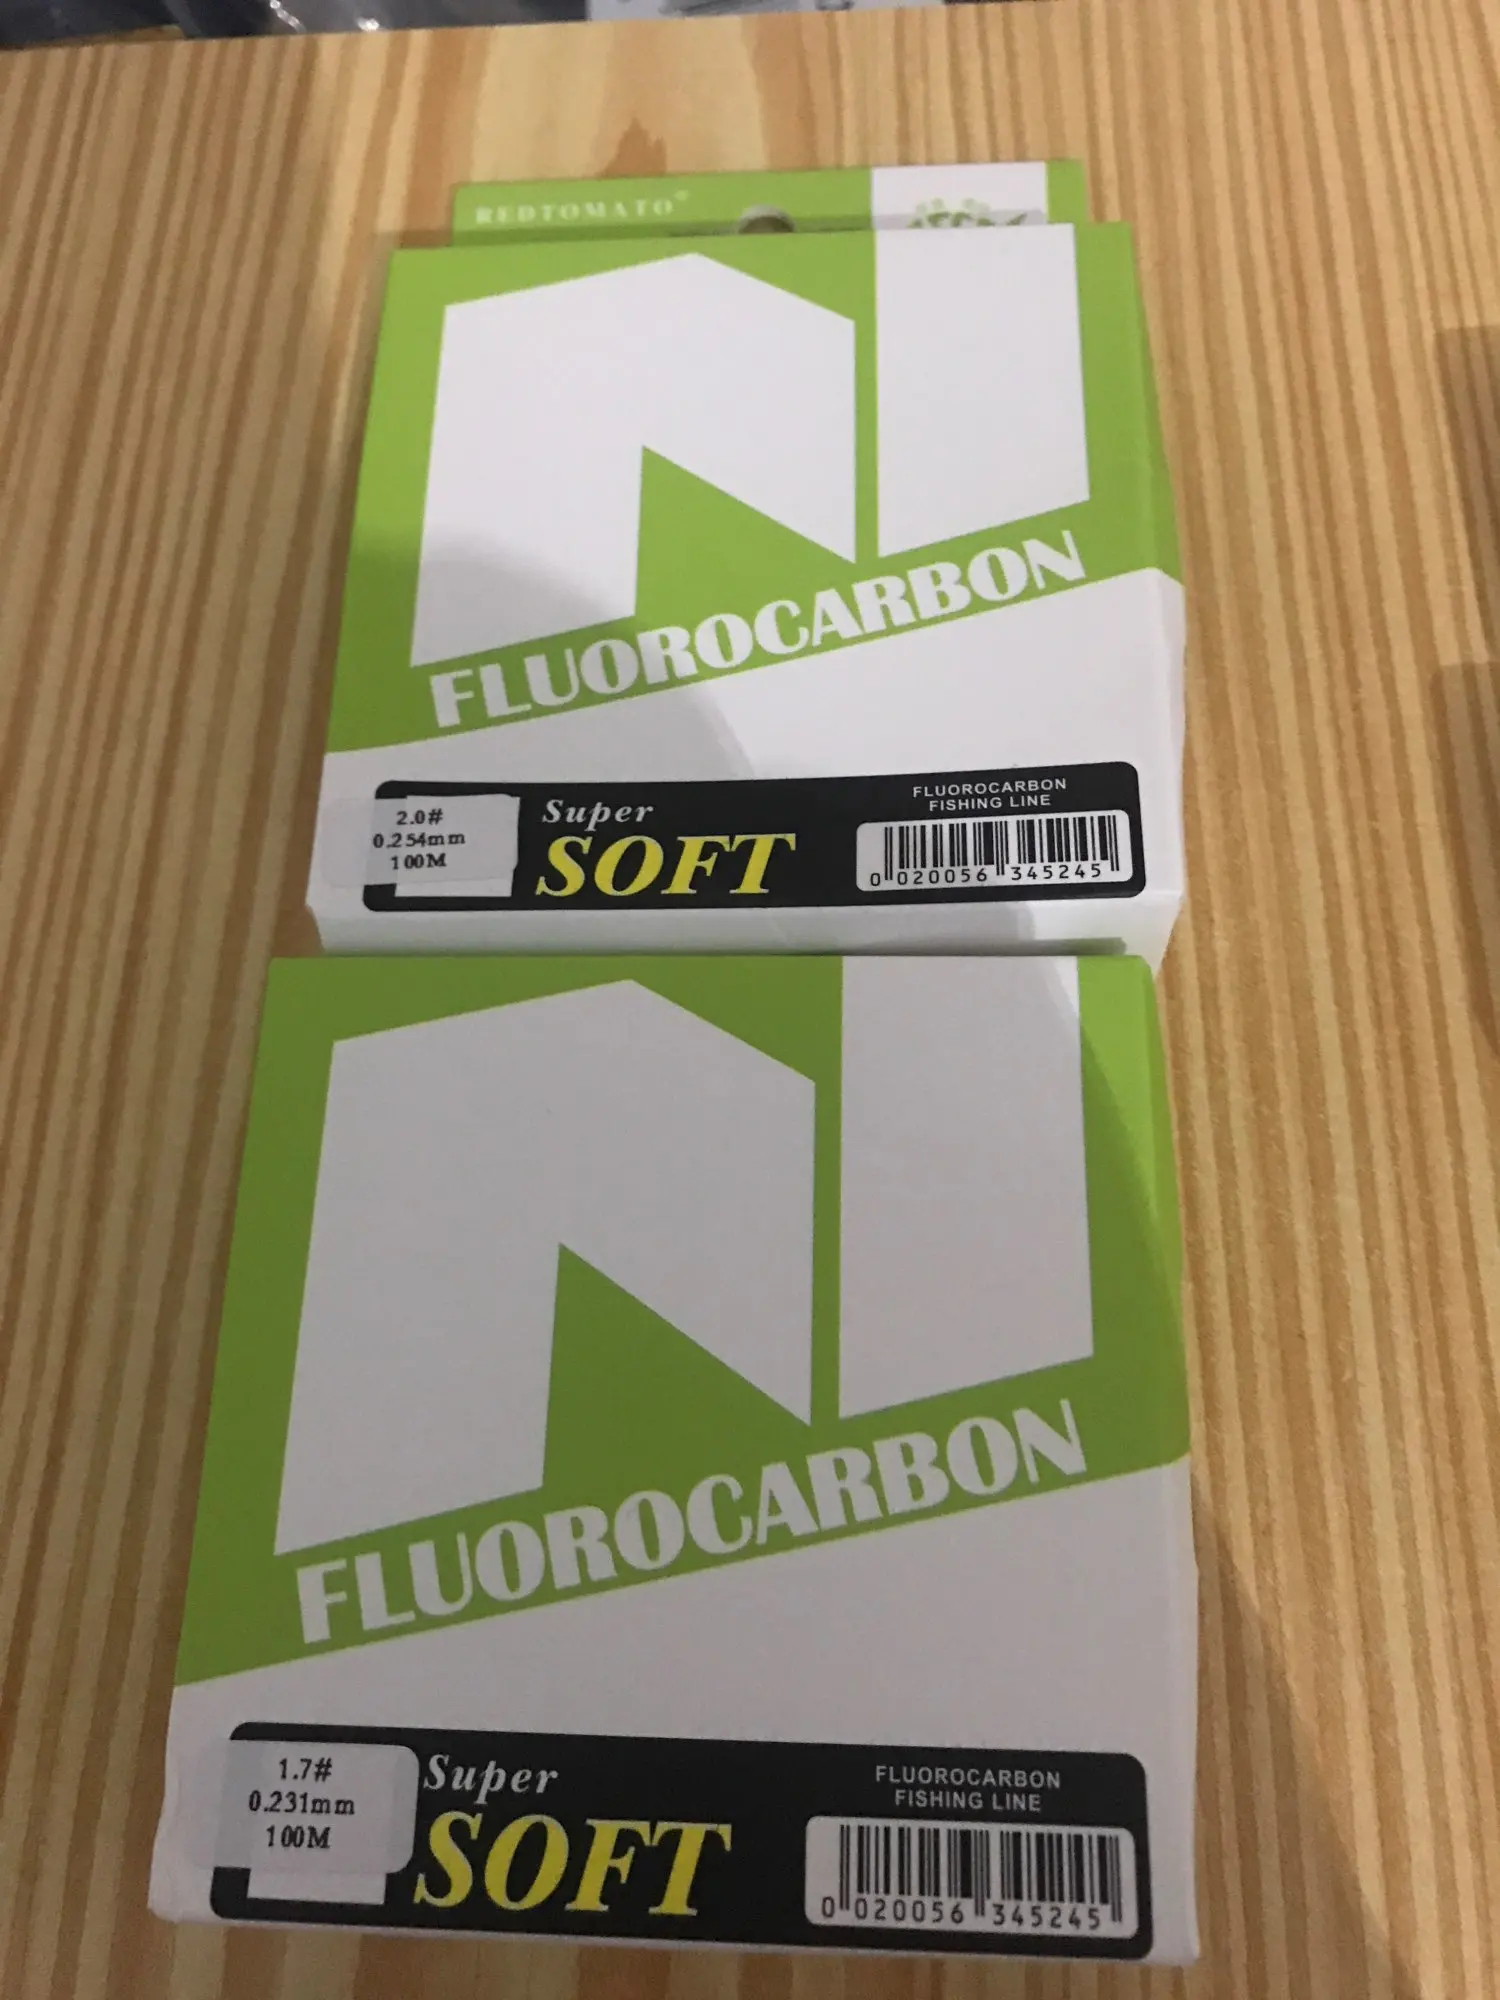 REDTOMATO®
FLUOROCARBON
2.0#
0.254mm
100M
Super
SOFT
FLUOROCARBON
FISHING LINE
0 020056 345245
FLUOROCARBON
1.7#
0.231mm
100M
Super
SOFT
FLUOROCARBON
FISHING LINE
0 020056 345245